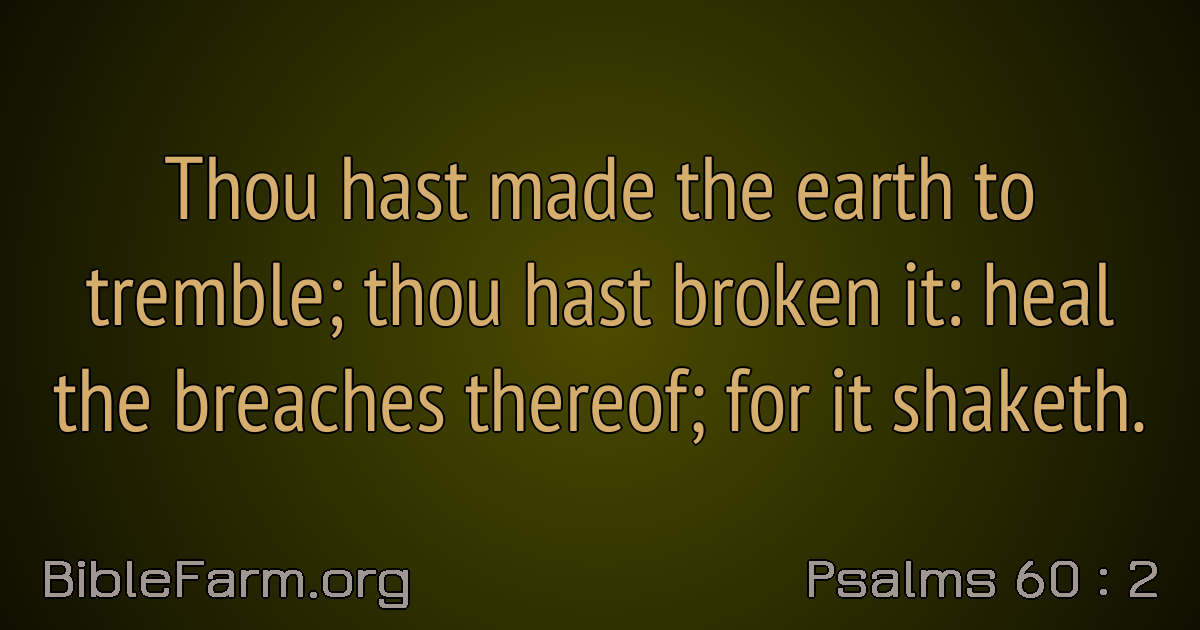 Thou hast made the earth to
tremble; thou hast broken it: heal
the breaches thereof; for it shaketh.
BibleFarm.org
Psalms 60 : 2